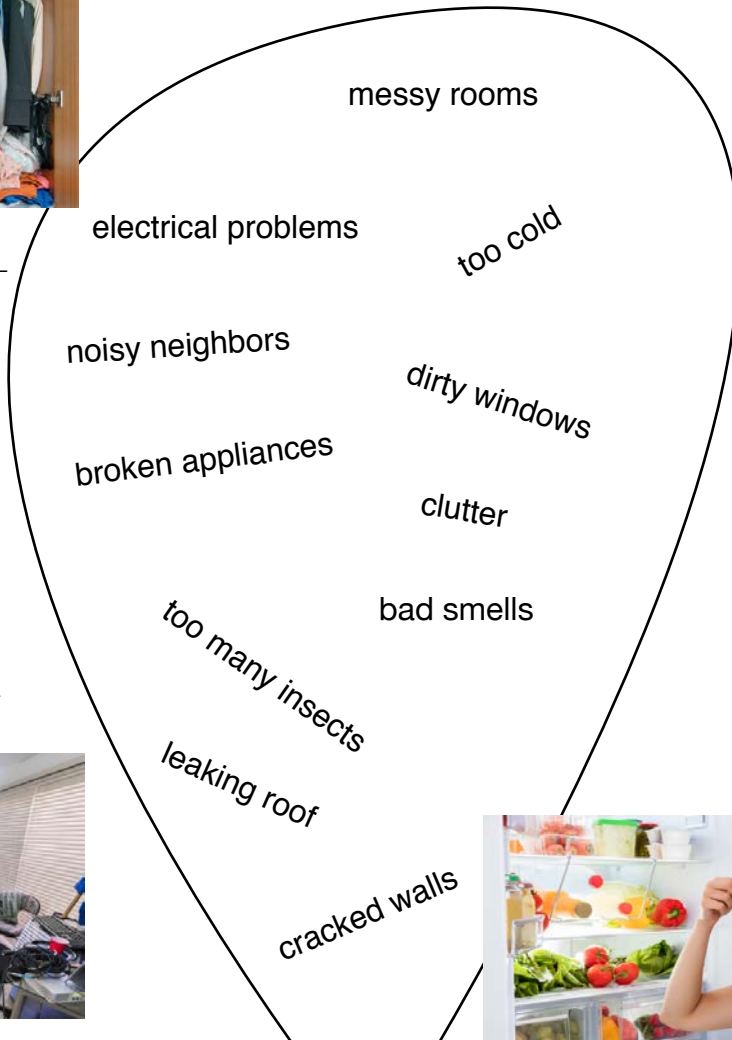 messy rooms
electrical problems
too cold
noisy neighbors
dirty windows
broken appliances
clutter
bad smells
too many insects
leaking roof
cracked walls